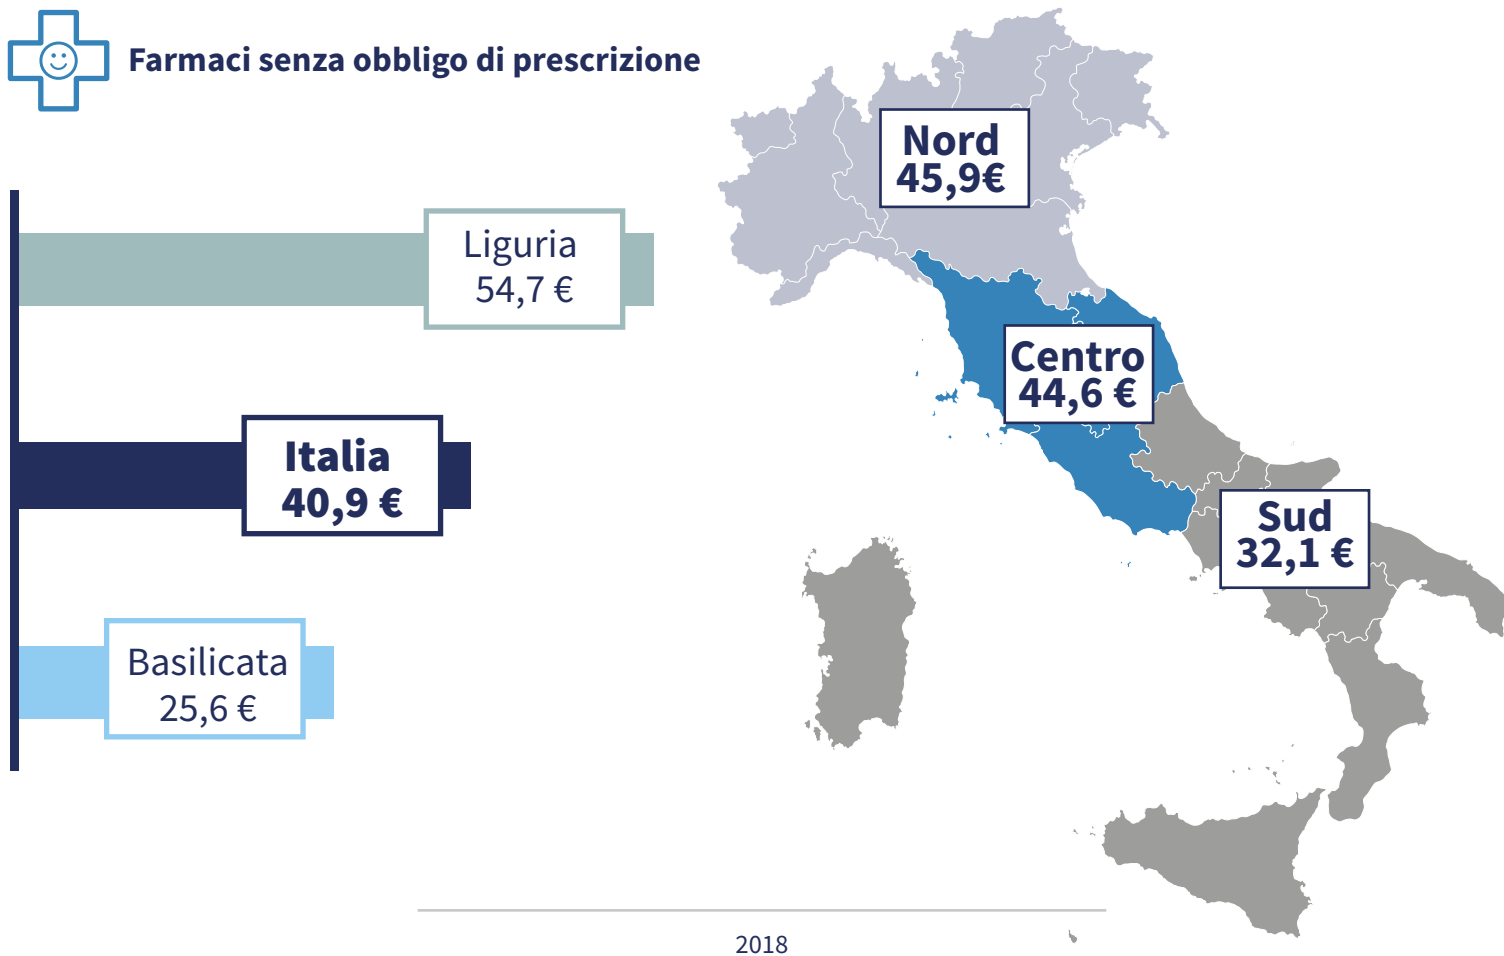 Farmaci senza obbligo di prescrizione
Liguria
54,7 €
Italia
40,9 €
Basilicata
25,6 €
Nord
45,9€
Centro
44,6 €
Sud
32,1 €
2018